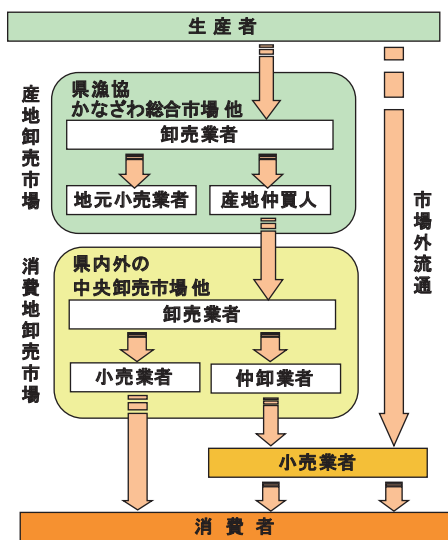 生産者
産地卸売市場
県漁協
かなざわ総合市場 他
卸売業者
地元小売業者
産地仲買人
市場外流通
消費地卸売市場
県内外の
中央卸売市場 他
卸売業者
小売業者
仲卸業者
小売業者
消費者